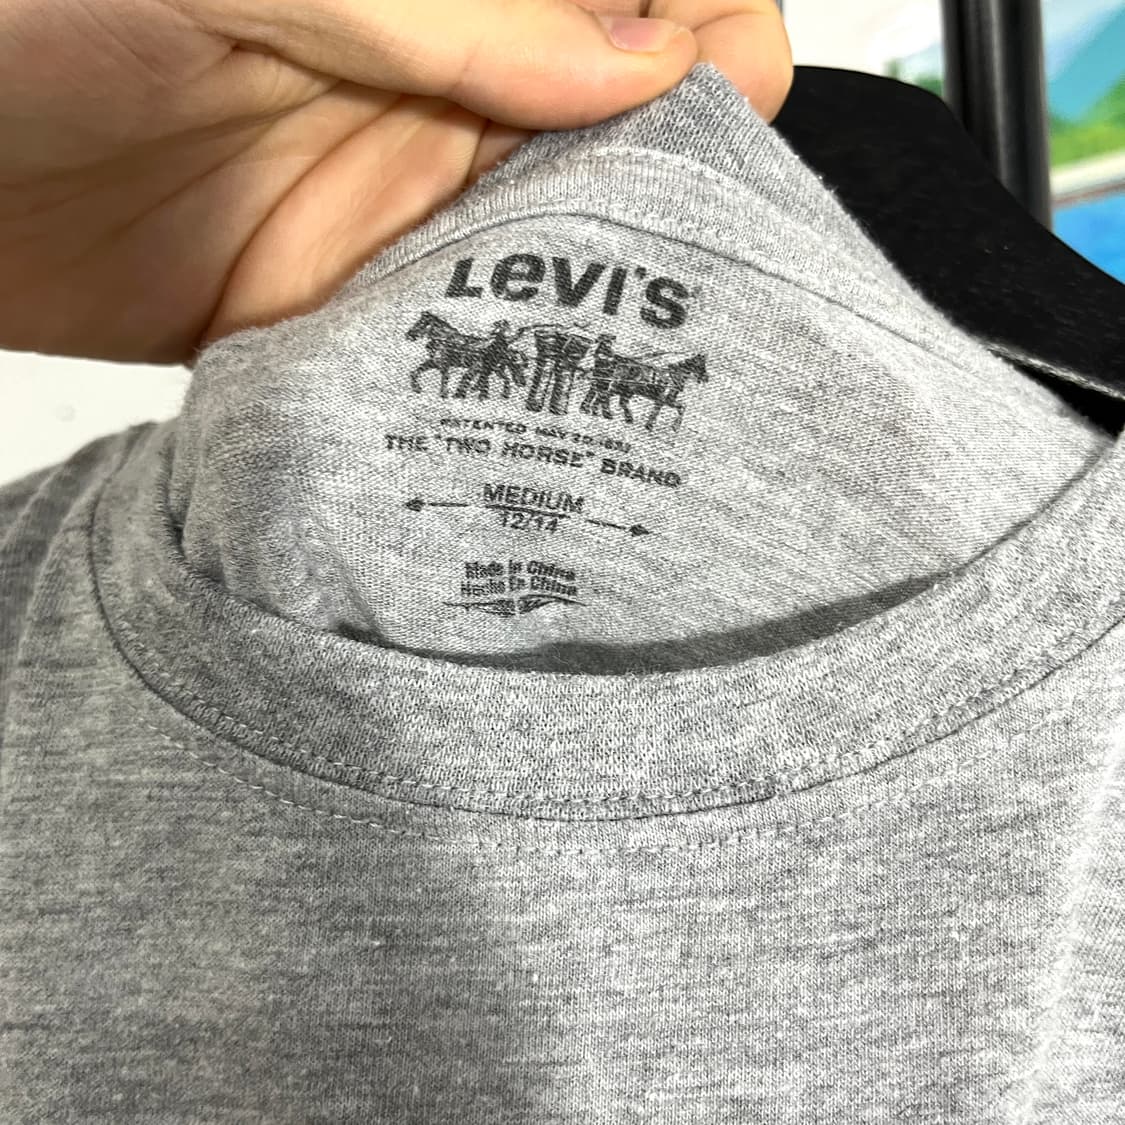 Levi's
PATENTED MAY 20 1873
THE "TWO HORSE" BRAND
MEDIUM
12/14
Made in China
Hecho En China